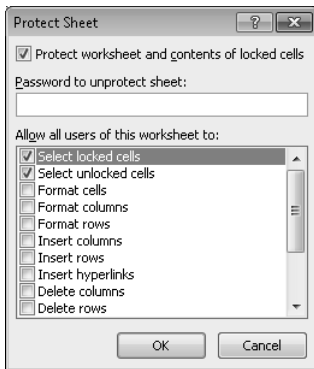 Protect Sheet
Protect worksheet and contents of locked cells
Password to unprotect sheet:
Allow all users of this worksheet to:
Select locked cells
Select unlocked cells
Format cells
Format columns
Format rows
Insert columns
Insert rows
Insert hyperlinks
Delete columns
Delete rows
OK Cancel